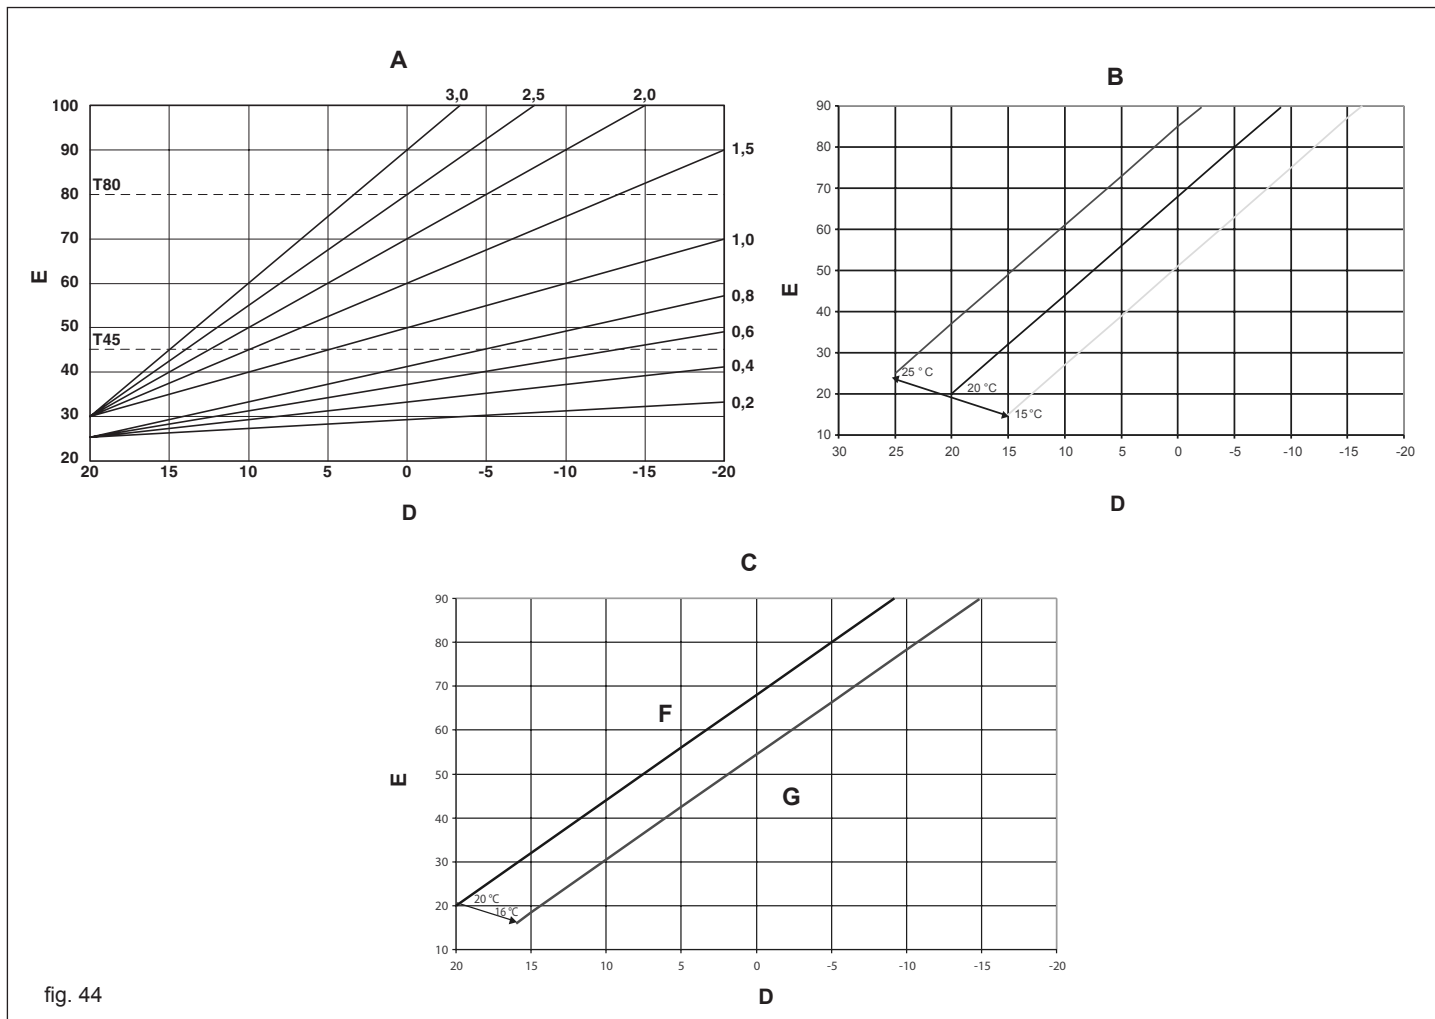 A
3,0 2,5 2,0
100
90
80
70
60
50
40
30
20
T80
T45
1,5
1,0
0,8
0,6
0,4
0,2
E
20 15 10 5 0 -5 -10 -15 -20
D
B
90
80
70
60
50
40
30
20
10
E
25 °C
20 °C
15 °C
30 25 20 15 10 5 0 -5 -10 -15 -20
D
C
90
80
70
60
50
40
30
20
10
E
F
G
20 °C
16 °C
20 15 10 5 0 -5 -10 -15 -20
D
fig. 44